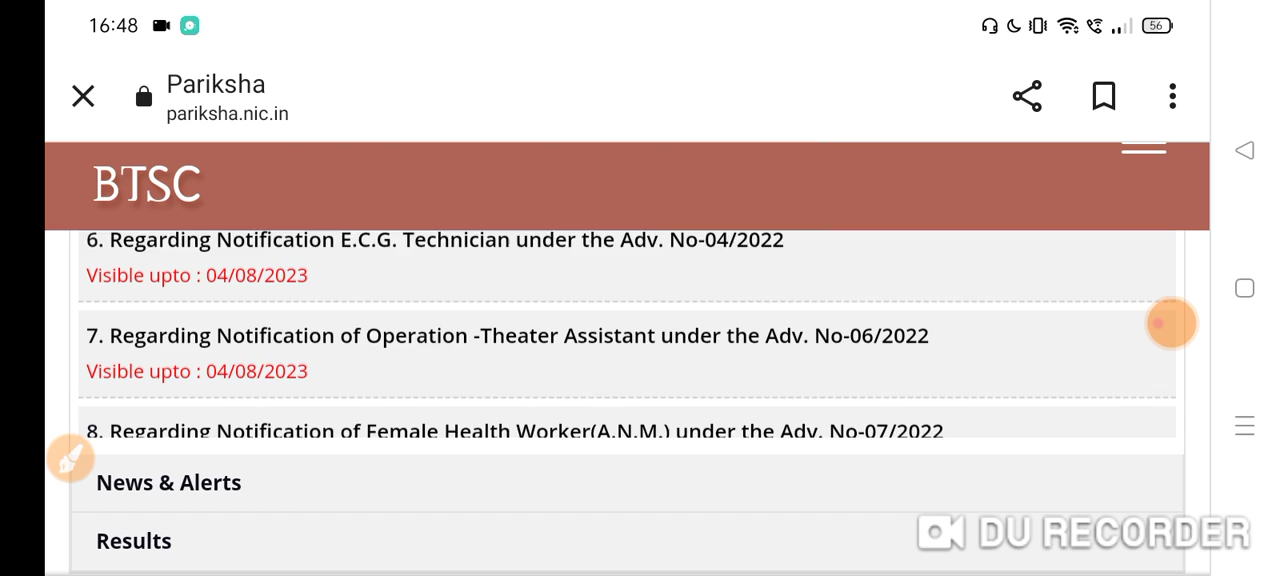 16:48
56
Pariksha
pariksha.nic.in
BTSC
6. Regarding Notification E.C.G. Technician under the Adv. No-04/2022
Visible upto : 04/08/2023
7. Regarding Notification of Operation -Theater Assistant under the Adv. No-06/2022
Visible upto : 04/08/2023
8. Regarding Notification of Female Health Worker(A.N.M.) under the Adv. No-07/2022
News & Alerts
Results
DU RECORDER